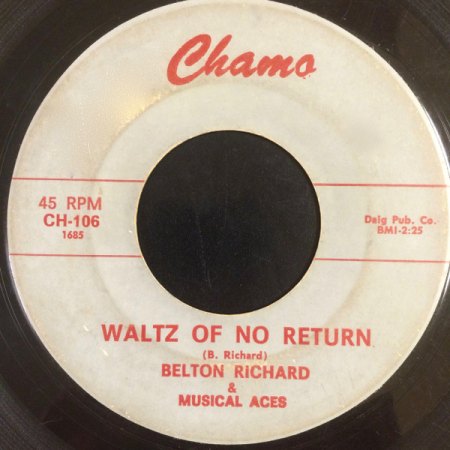 Chamo
45 RPM
CH-106
1685
Dalg Pub. Co.
BMI-2:25
WALTZ OF NO RETURN
(B. Richard)
BELTON RICHARD
&
MUSICAL ACES